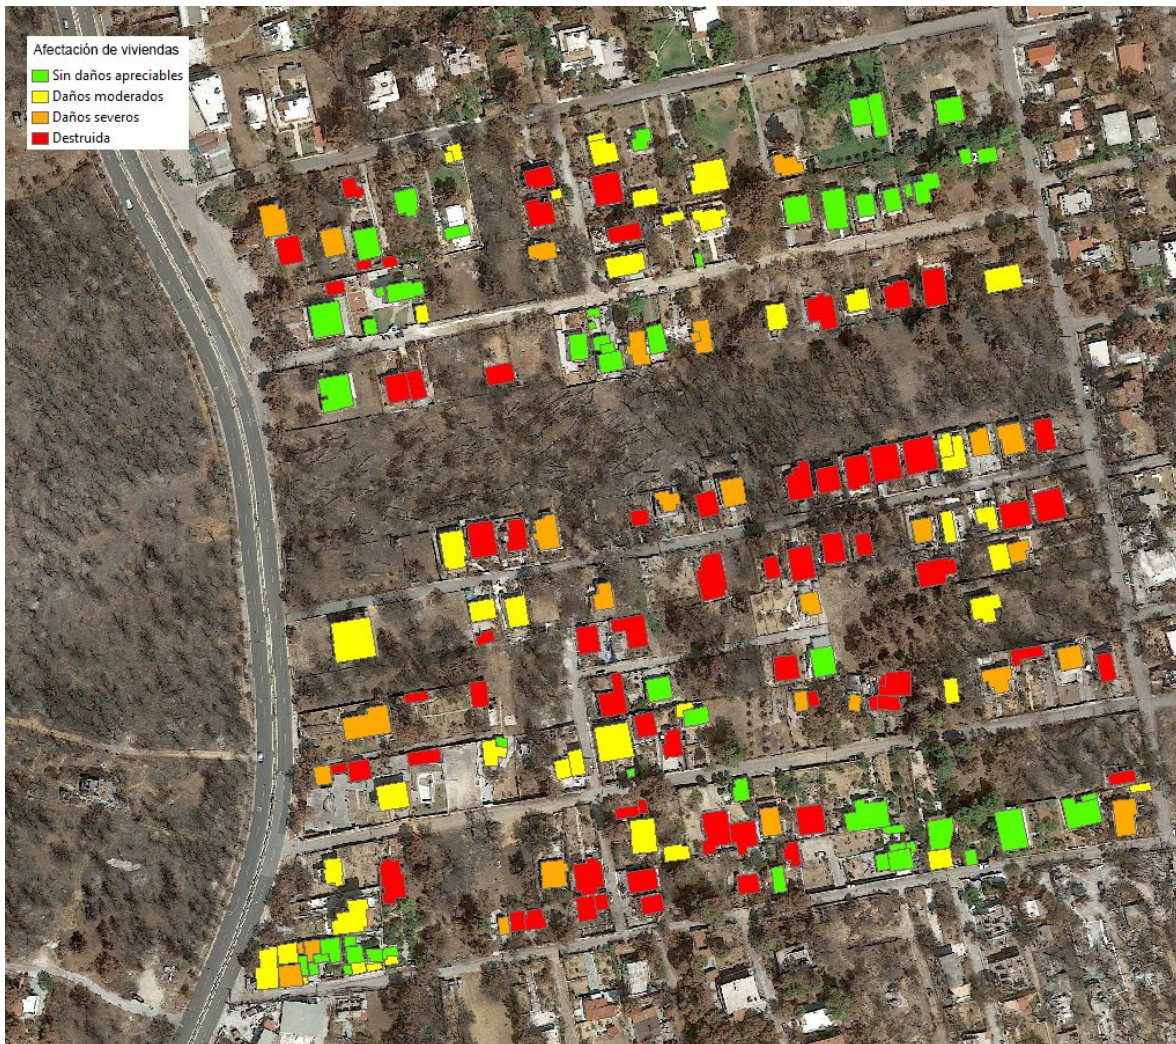 Afectación de viviendas
Sin daños apreciables
Daños moderados
Daños severos
Destruida